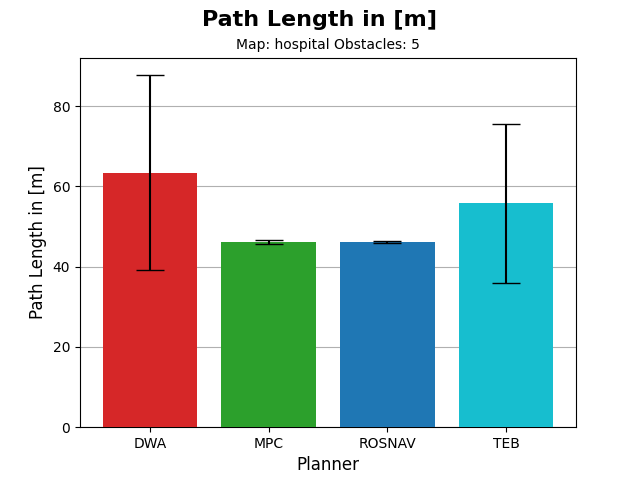 Path Length in [m]
Map: hospital Obstacles: 5
Path Length in [m]
80
60
40
20
0
DWA MPC ROSNAV TEB
Planner